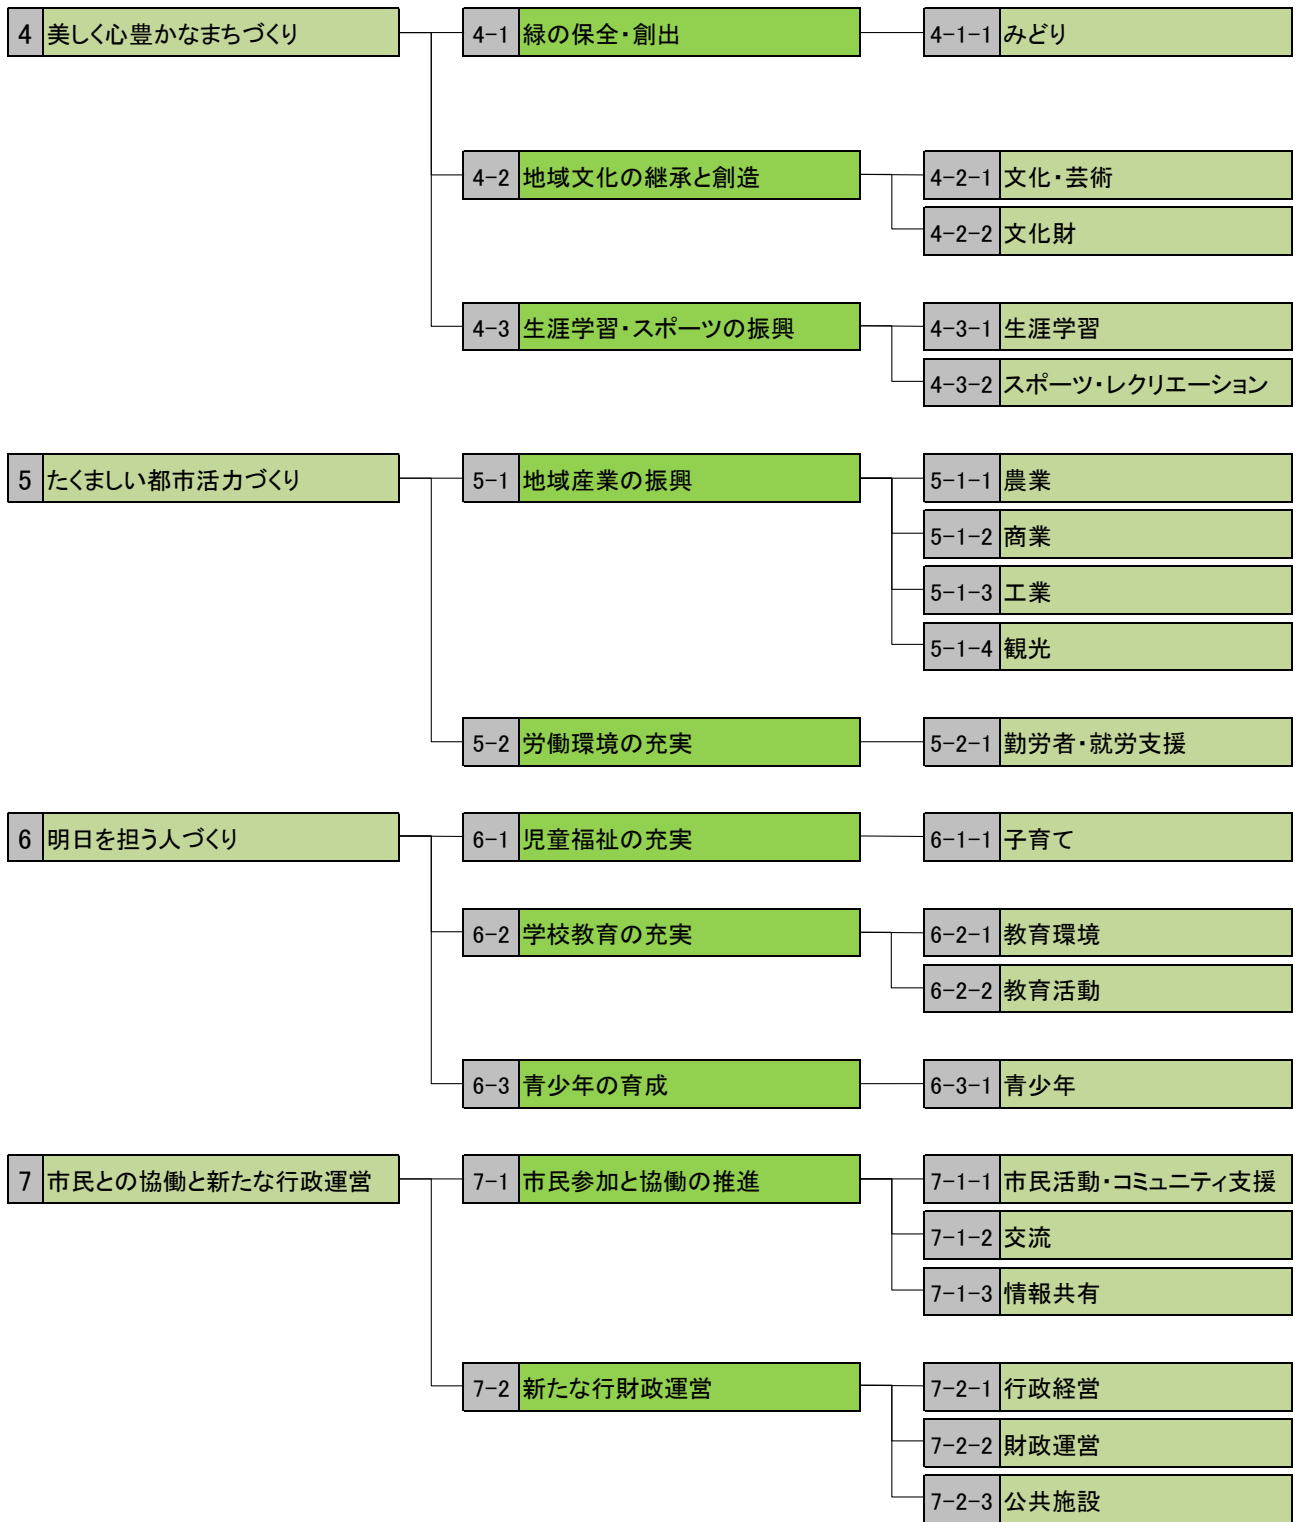 4 美しく心豊かなまちづくり 4-1 緑の保全・創出 4-1-1 みどり
4-2 地域文化の継承と創造 4-2-1 文化・芸術
4-2-2 文化財
4-3 生涯学習・スポーツの振興 4-3-1 生涯学習
4-3-2 スポーツ・レクリエーション
5 たくましい都市活力づくり 5-1 地域産業の振興 5-1-1 農業
5-1-2 商業
5-1-3 工業
5-1-4 観光
5-2 労働環境の充実 5-2-1 勤労者・就労支援
6 明日を担う人づくり 6-1 児童福祉の充実 6-1-1 子育て
6-2 学校教育の充実 6-2-1 教育環境
6-2-2 教育活動
6-3 青少年の育成 6-3-1 青少年
7 市民との協働と新たな行政運営 7-1 市民参加と協働の推進 7-1-1 市民活動・コミュニティ支援
7-1-2 交流
7-1-3 情報共有
7-2 新たな行財政運営 7-2-1 行政経営
7-2-2 財政運営
7-2-3 公共施設